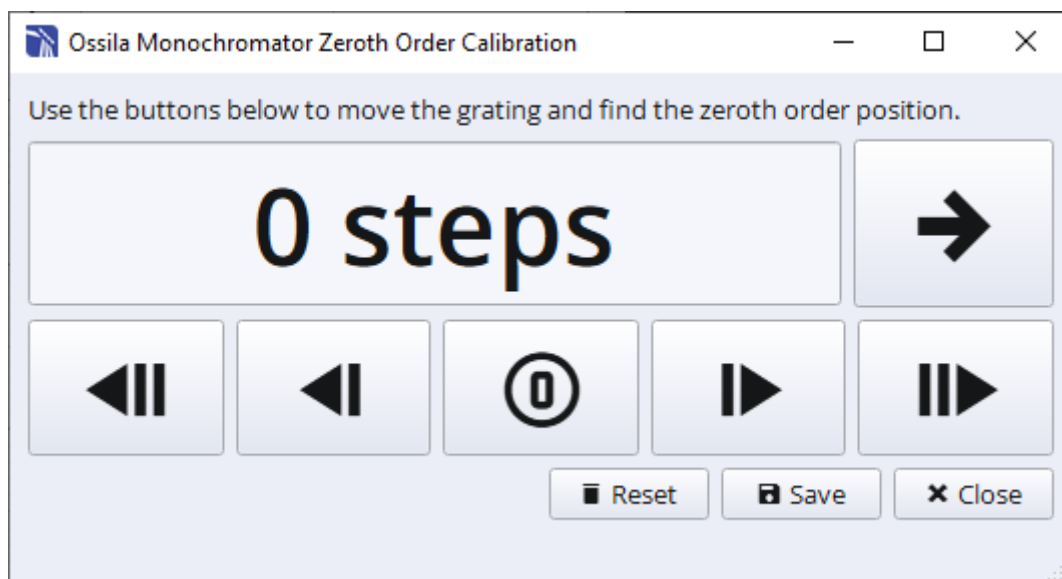 Ossila Monochromator Zeroth Order Calibration
Use the buttons below to move the grating and find the zeroth order position.
0 steps
0
Reset Save Close